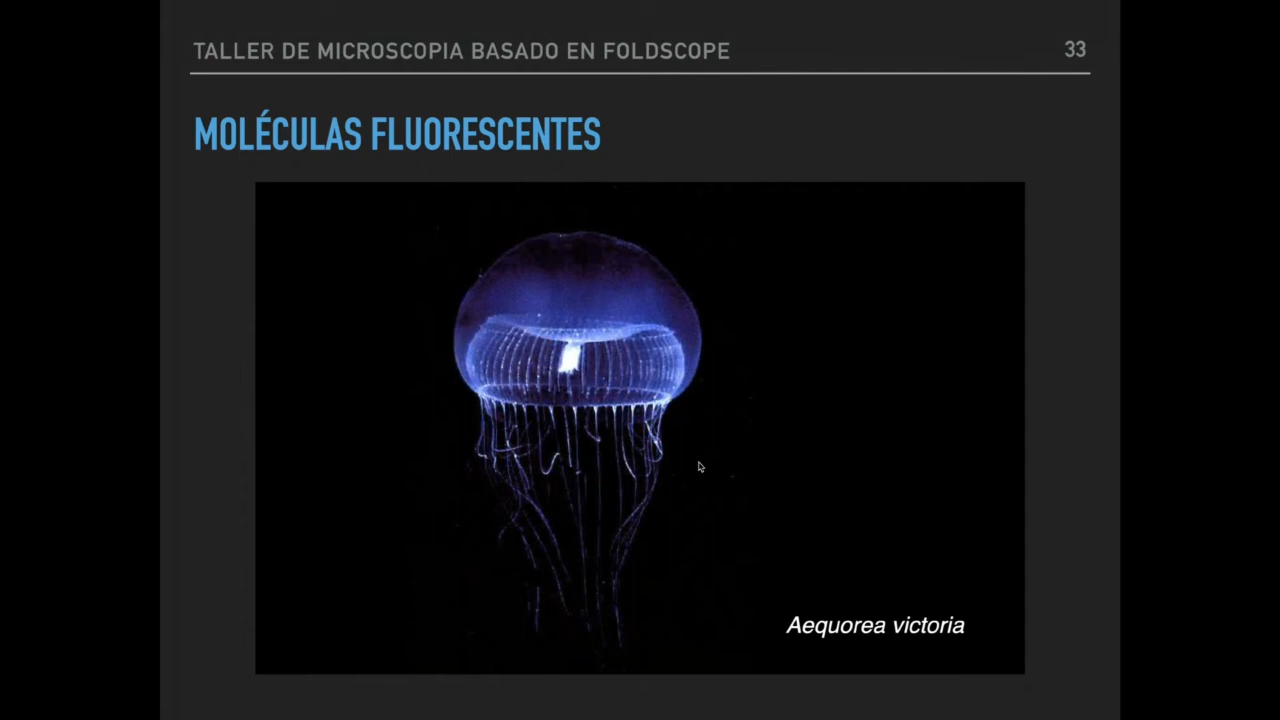 TALLER DE MICROSCOPIA BASADO EN FOLDSCOPE
33
MOLÉCULAS FLUORESCENTES
Aequorea victoria